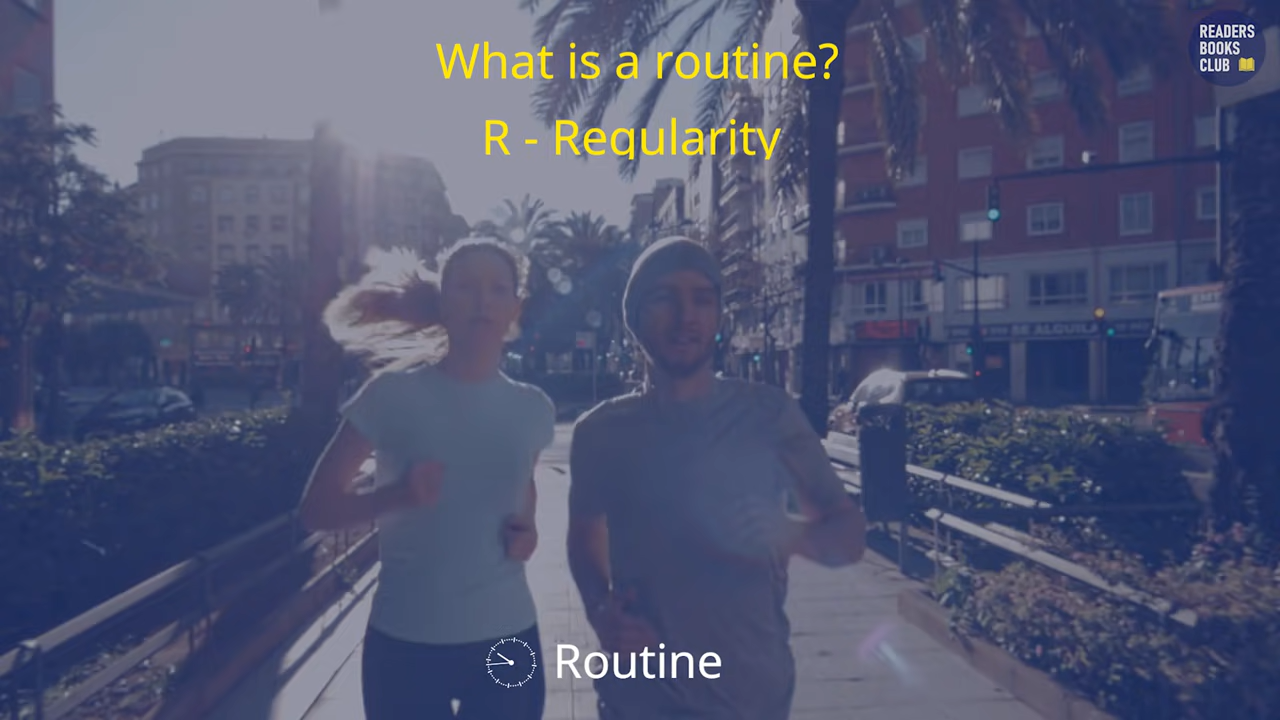 What is a routine?
R - Regularity
READERS
BOOKS
CLUB
SE ALQUILA
Routine